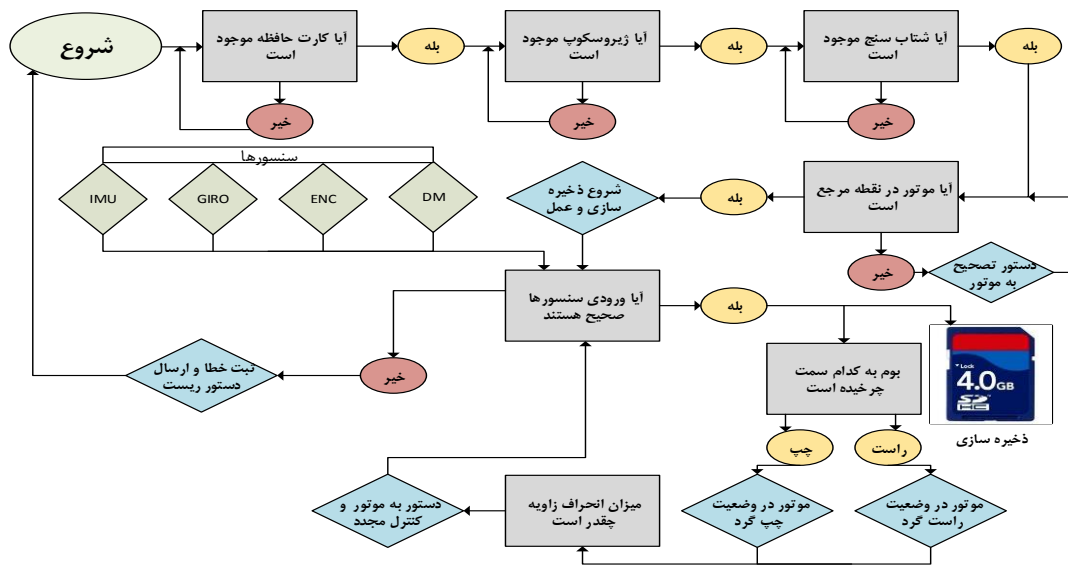 شروع
آیا کارت حافظه موجود
است
بله
آیا ژیروسکوپ موجود
است
بله
آیا شتاب سنج موجود
است
بله
خیر
خیر
خیر
سنسورها
IMU
GIRO
ENC
DM
شروع ذخیره
سازی و عمل
بله
آیا موتور در نقطه مرجع
است
خیر
دستور تصحیح
به موتور
آیا ورودی سنسورها
صحیح هستند
بله
خیر
ثبت خطا و ارسال
دستور ریست
بوم به کدام سمت
چرخیده است
Lock
4.0GB
SD
HC
ذخیره سازی
چپ
راست
موتور در وضعیت
چپ گرد
موتور در وضعیت
راست گرد
میزان انحراف زاویه
چقدر است
دستور به موتور و
کنترل مجدد